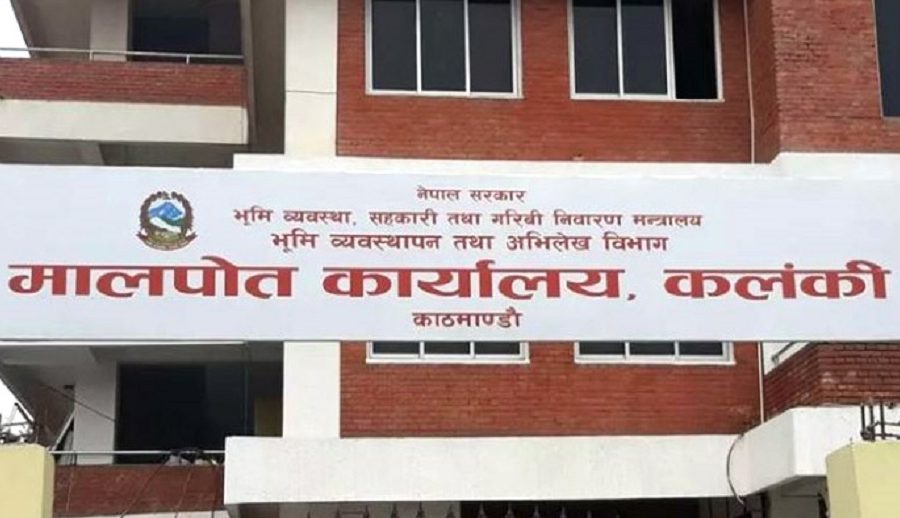 नेपाल सरकार
भूमि व्यवस्था, सहकारी तथा गरिबी निवारण मन्त्रालय
भूमि व्यवस्थापन तथा अभिलेख विभाग
मालपोत कार्यालय, कलंकी
काठमाण्डौ